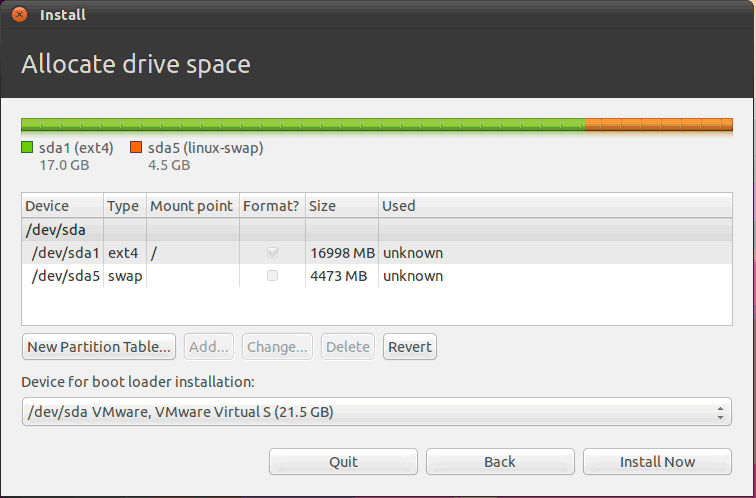 Install
Allocate drive space
sda1 (ext4) sda5 (linux-swap)
17.0 GB 4.5 GB
Device Type Mount point Format? Size Used
/dev/sda
/dev/sda1 ext4 / 16998 MB unknown
/dev/sda5 swap 4473 MB unknown
New Partition Table... Add... Change... Delete Revert
Device for boot loader installation:
/dev/sda VMware, VMware Virtual S (21.5 GB)
Quit Back Install Now